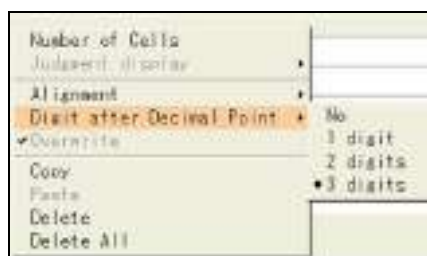 Number of Cells
Judgment display
Alignment
Digit after Decimal Point
Overwrite
Copy
Paste
Delete
Delete All
No
1 digit
2 digits
3 digits